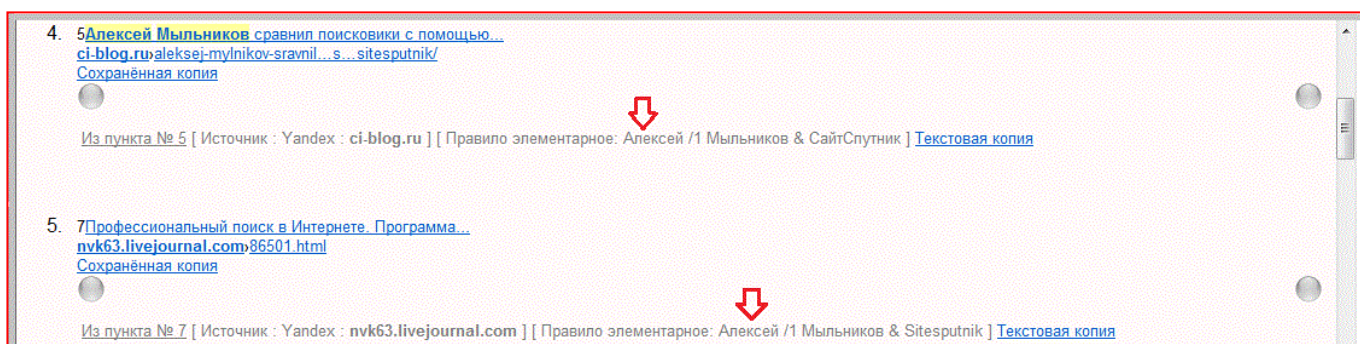 4. 5Алексей Мыльников сравнил поисковики с помощью...
ci-blog.ru›aleksej-mylnikov-sravnil...s...sitesputnik/
Сохранённая копия
Из пункта № 5 [ Источник : Yandex : ci-blog.ru ] [ Правило элементарное: Алексей /1 Мыльников & СайтСпутник ] Текстовая копия
5. 7Профессиональный поиск в Интернете. Программа...
nvk63.livejournal.com›86501.html
Сохранённая копия
Из пункта № 7 [ Источник : Yandex : nvk63.livejournal.com ] [ Правило элементарное: Алексей /1 Мыльников & Sitesputnik ] Текстовая копия